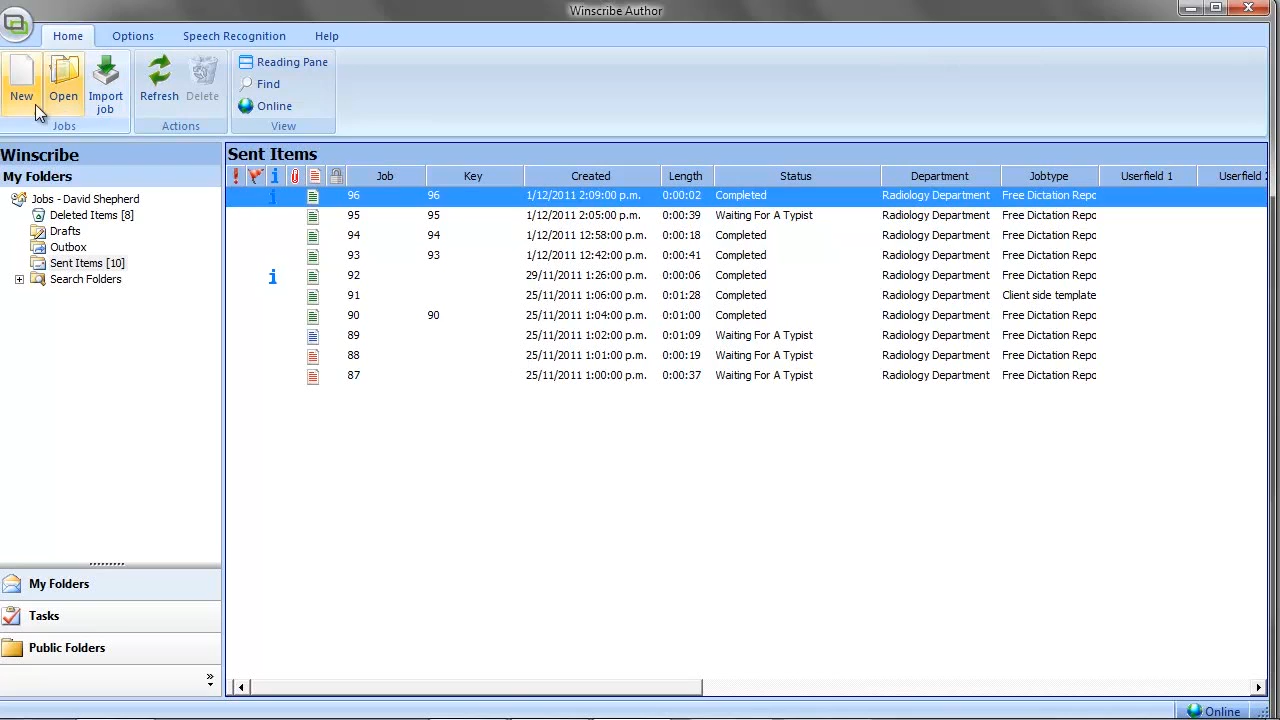 Winscribe Author
Home Options Speech Recognition Help
New Open Import job
Refresh Delete
Reading Pane
Find
Online
Jobs Actions View
Winscribe
My Folders
Jobs - David Shepherd
Deleted Items [8]
Drafts
Outbox
Sent Items [10]
Search Folders
My Folders
Tasks
Public Folders
Sent Items
Job Key Created Length Status Department Jobtype Userfield 1 Userfield
96 96 1/12/2011 2:09:00 p.m. 0:00:02 Completed Radiology Department Free Dictation Repo
95 95 1/12/2011 2:05:00 p.m. 0:00:39 Waiting For A Typist Radiology Department Free Dictation Repo
94 94 1/12/2011 12:58:00 p.m. 0:00:18 Completed Radiology Department Free Dictation Repo
93 93 1/12/2011 12:42:00 p.m. 0:00:41 Completed Radiology Department Free Dictation Repo
92 29/11/2011 1:26:00 p.m. 0:00:06 Completed Radiology Department Free Dictation Repo
91 25/11/2011 1:06:00 p.m. 0:01:28 Completed Radiology Department Client side template
90 90 25/11/2011 1:04:00 p.m. 0:01:00 Completed Radiology Department Free Dictation Repo
89 25/11/2011 1:02:00 p.m. 0:01:09 Waiting For A Typist Radiology Department Free Dictation Repo
88 25/11/2011 1:01:00 p.m. 0:00:19 Waiting For A Typist Radiology Department Free Dictation Repo
87 25/11/2011 1:00:00 p.m. 0:00:37 Waiting For A Typist Radiology Department Free Dictation Repo
Online